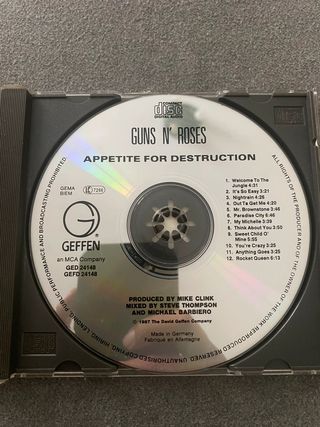 COMPACT
disc
DIGITAL AUDIO
GUNS N' ROSES
APPETITE FOR DESTRUCTION
GEMA
BIEM
GEFFEN
an MCA Company
GED 24148
GEFD 24148
1. Welcome To The
Jungle 4:31
2. It's So Easy 3:21
3. Nightrain 4:26
4. Out Ta Get Me 4:20
5. Mr. Brownstone 3:46
6. Paradise City 6:46
7. My Michelle 3:39
8. Think About You 3:50
9. Sweet Child O'
Mine 5:55
10. You're Crazy 3:25
11. Anything Goes 3:25
12. Rocket Queen 6:13
PRODUCED BY MIKE CLINK
MIXED BY STEVE THOMPSON
AND MICHAEL BARBIERO
℗ 1987 The David Geffen Company
Made in Germany
Fabriqué en Allemagne
ALL RIGHTS OF THE PRODUCER AND OF THE OWNER OF THE WORK REPRODUCED RESERVED. UNAUTHORISED COPYING, HIRING, LENDING, PUBLIC PERFORMANCE AND BROADCASTING PROHIBITED.